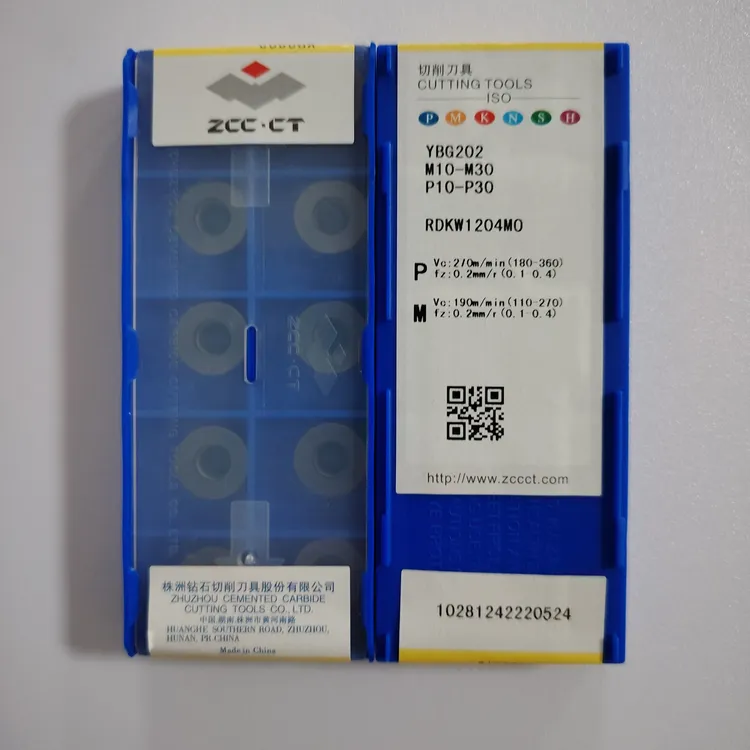 ZCC·CT
ZCC·CT
株洲钻石切削刀具股份有限公司
ZHUZHOU CEMENTED CARBIDE
CUTTING TOOLS CO., LTD.
中国.湖南.株洲市黄河南路
HUANGHE SOUTHERN ROAD, ZHUZHOU,
HUNAN, PR.CHINA
Made in China
切削刀具
CUTTING TOOLS
ISO
P M K N S H
YBG202
M10-M30
P10-P30
RDKW1204MO
P Vc:270m/min(180-360)
fz:0.2mm/r(0.1-0.4)
M Vc:190m/min(110-270)
fz:0.2mm/r(0.1-0.4)
http://www.zccct.com
10281242220524